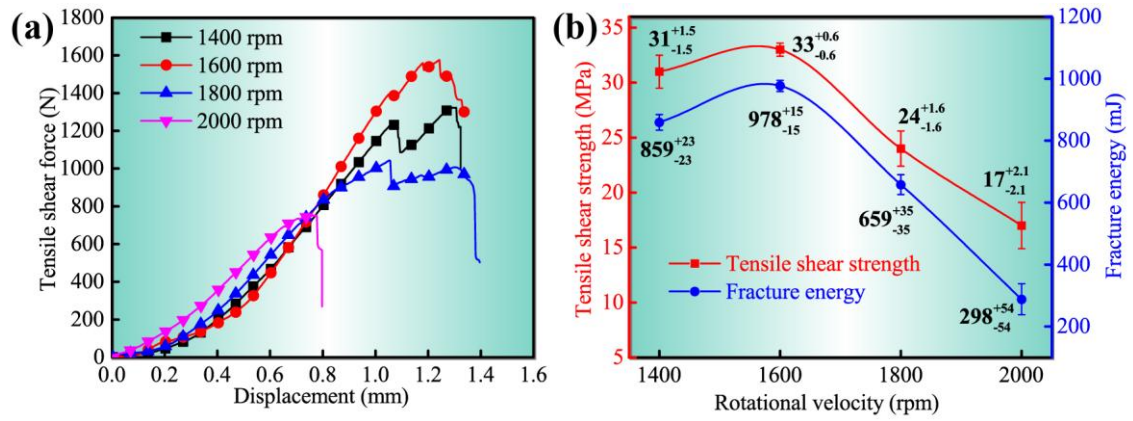 (a)
1400 rpm
1600 rpm
1800 rpm
2000 rpm
Tensile shear force (N)
1800
1600
1400
1200
1000
800
600
400
200
0
0.0 0.2 0.4 0.6 0.8 1.0 1.2 1.4 1.6
Displacement (mm)
(b)
Tensile shear strength (MPa)
35
30
25
20
15
10
5
31 +1.5 -1.5
33 +0.6 -0.6
24 +1.6 -1.6
17 +2.1 -2.1
859 +23 -23
978 +15 -15
659 +35 -35
298 +54 -54
Tensile shear strength
Fracture energy
1400 1600 1800 2000
Rotational velocity (rpm)
1200
1000
800
600
400
200
Fracture energy (mJ)